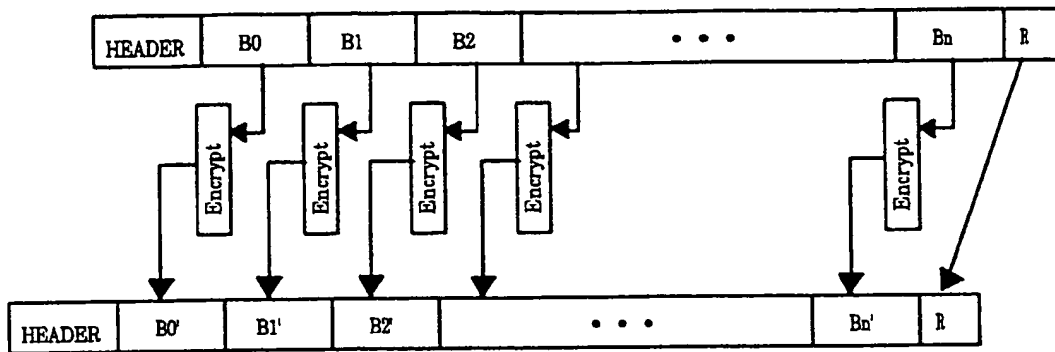 HEADER B0 B1 B2 • • • Bn R
Encrypt Encrypt Encrypt Encrypt Encrypt
HEADER B0' B1' B2' • • • Bn' R